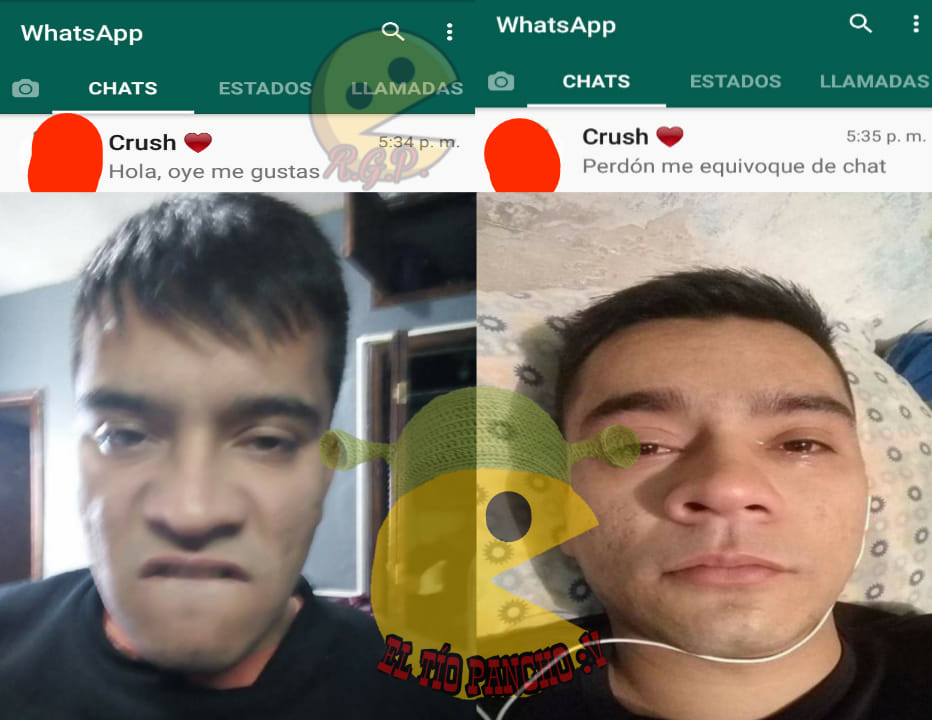 WhatsApp
CHATS ESTADOS LLAMADAS
Crush ❤️ 5:34 p. m.
Hola, oye me gustas
R.G.P.
WhatsApp
CHATS ESTADOS LLAMADAS
Crush ❤️ 5:35 p. m.
Perdón me equivoque de chat
EL TÍO PANCHO :V